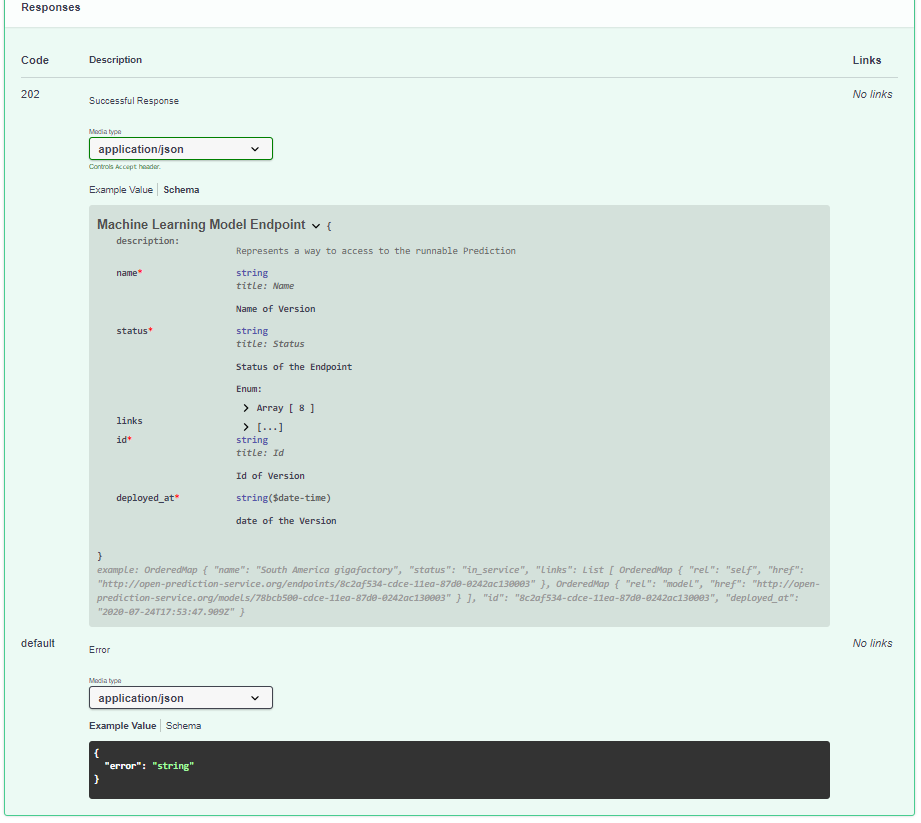 Responses
Code Description Links
202 Successful Response No links
Media type
application/json
Controls Accept header.
Example Value Schema
Machine Learning Model Endpoint {
description:
Represents a way to access to the runnable Prediction
name* string
title: Name
Name of Version
status* string
title: Status
Status of the Endpoint
Enum:
Array [ 8 ]
links
[...]
id* string
title: Id
Id of Version
deployed_at* string($date-time)
date of the Version
}
example: OrderedMap { "name": "South America gigafactory", "status": "in_service", "links": List [ OrderedMap { "rel": "self", "href":
"http://open-prediction-service.org/endpoints/8c2af534-cdce-11ea-87d0-0242ac130003" }, OrderedMap { "rel": "model", "href": "http://open-
prediction-service.org/models/78bcb500-cdce-11ea-87d0-0242ac130003" } ], "id": "8c2af534-cdce-11ea-87d0-0242ac130003", "deployed_at":
"2020-07-24T17:53:47.909Z" }
default Error No links
Media type
application/json
Example Value Schema
{
"error": "string"
}